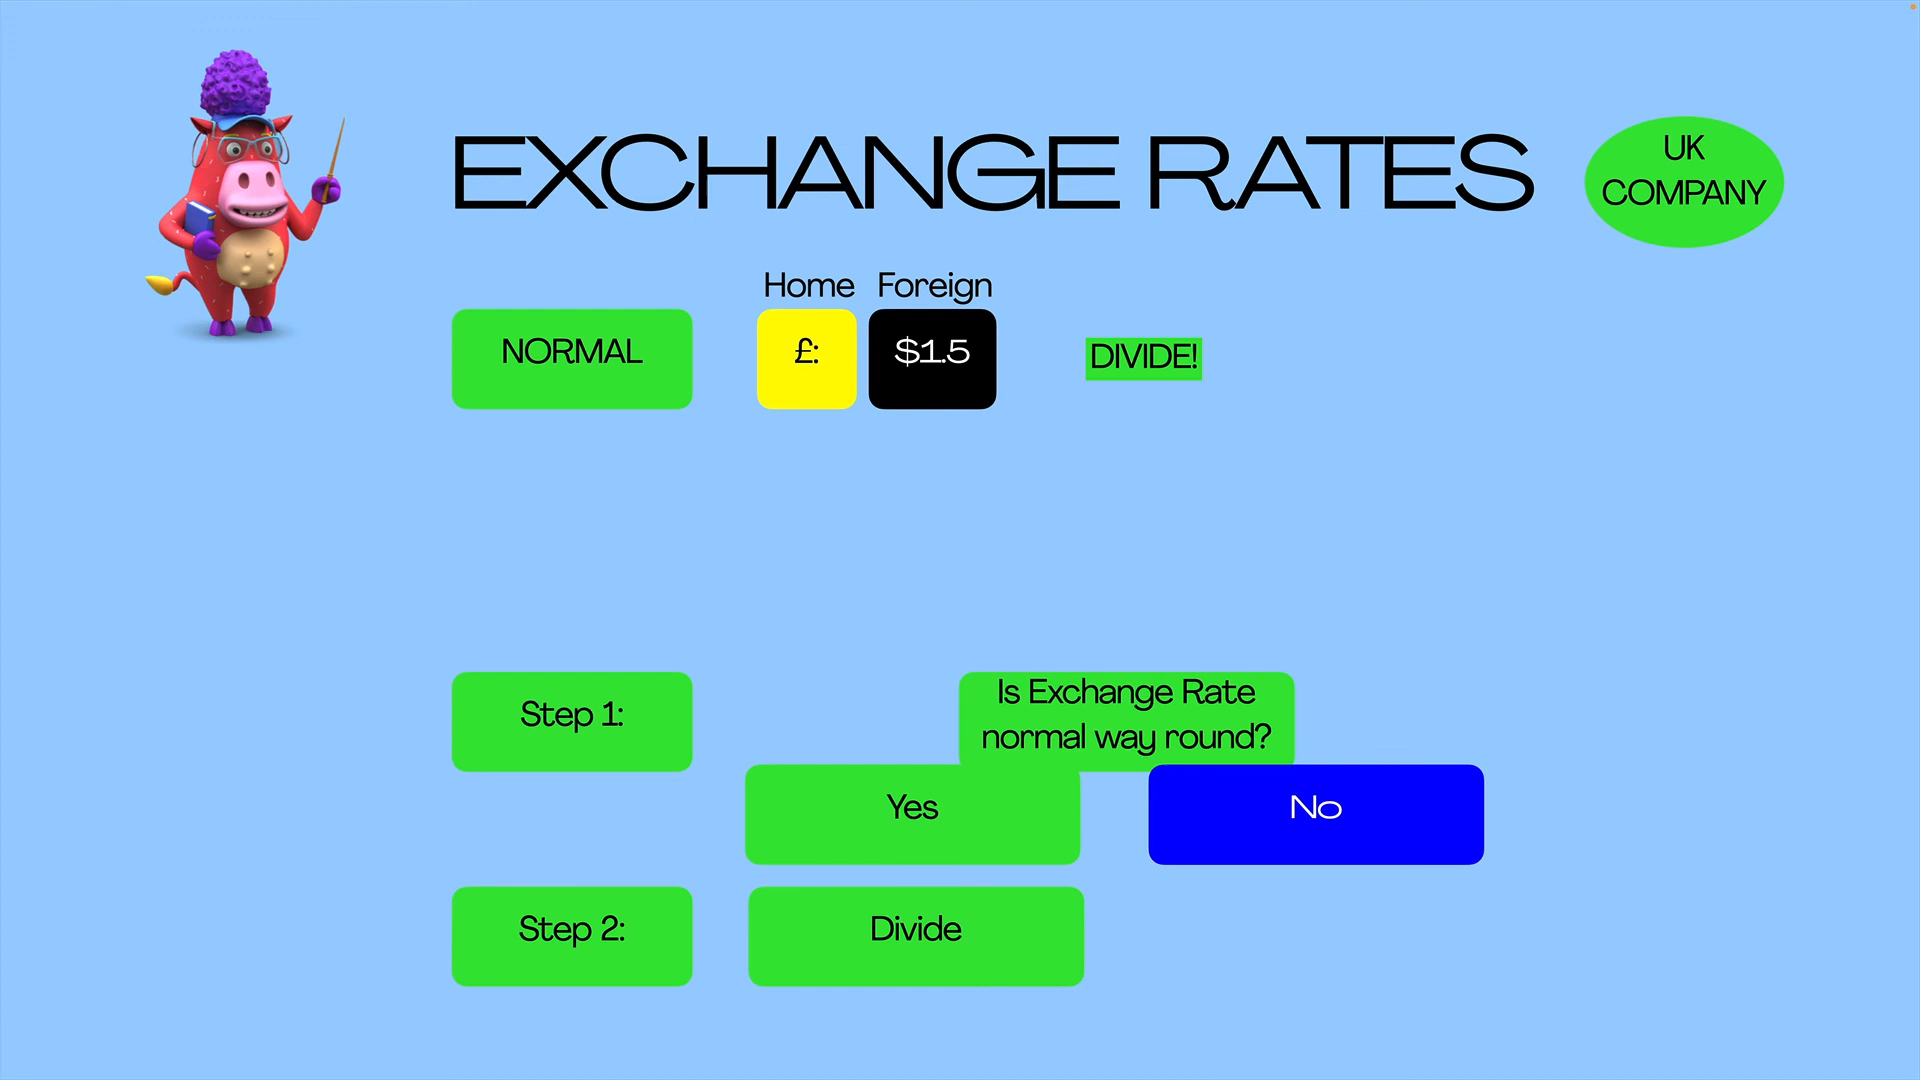 EXCHANGE RATES
UK
COMPANY
Home Foreign
NORMAL £: $1.5 DIVIDE!
Step 1: Is Exchange Rate
normal way round?
Yes No
Step 2: Divide